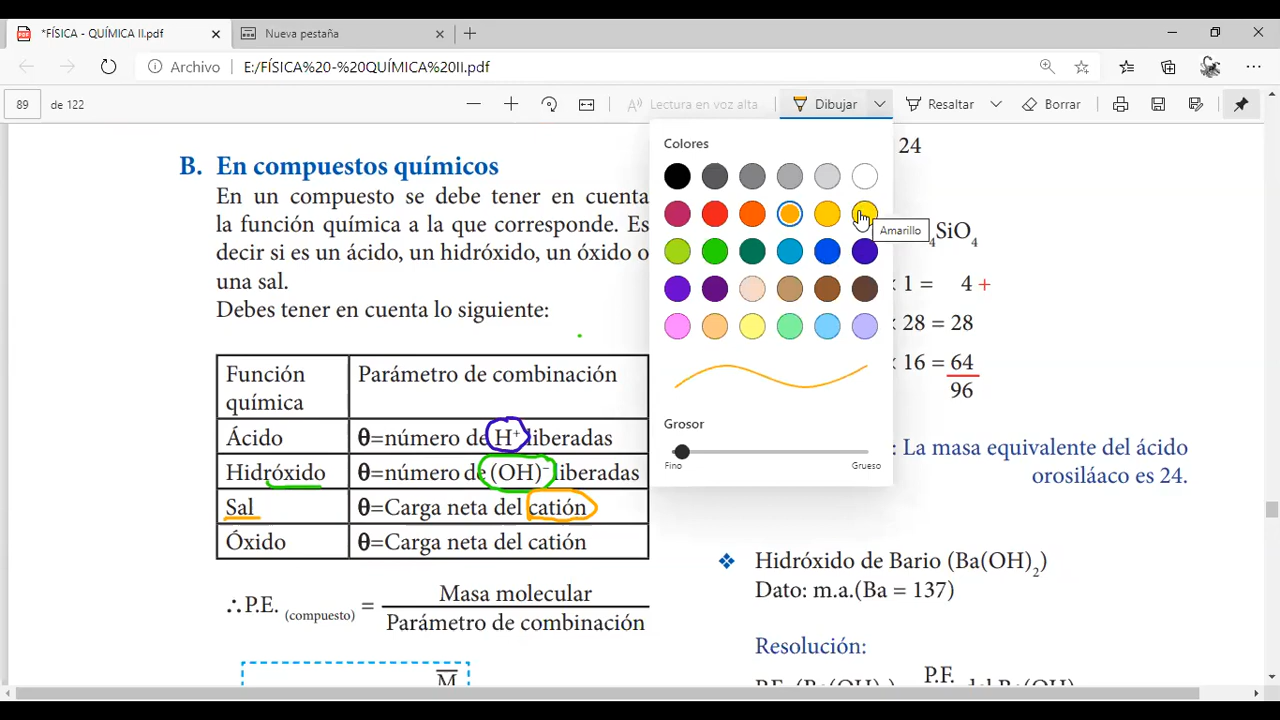 *FÍSICA - QUÍMICA II.pdf
Nueva pestaña
Archivo
E:/FÍSICA%20-%20QUÍMICA%20II.pdf
89
de 122
Lectura en voz alta
Dibujar
Resaltar
Borrar
B. En compuestos químicos
En un compuesto se debe tener en cuenta
la función química a la que corresponde. Es
decir si es un ácido, un hidróxido, un óxido o
una sal.
Debes tener en cuenta lo siguiente:
Función
química
Parámetro de combinación
Ácido
θ=número de H⁺ liberadas
Hidróxido
θ=número de (OH)⁻ liberadas
Sal
θ=Carga neta del catión
Óxido
θ=Carga neta del catión
∴P.E. (compuesto) =
Masa molecular
Parámetro de combinación
M
Colores
Amarillo
Grosor
Fino
Grueso
24
₄SiO₄
1 = 4 +
28 = 28
16 = 64
96
: La masa equivalente del ácido
orosiláaco es 24.
❖ Hidróxido de Bario (Ba(OH)₂)
Dato: m.a.(Ba = 137)
Resolución:
P.F.